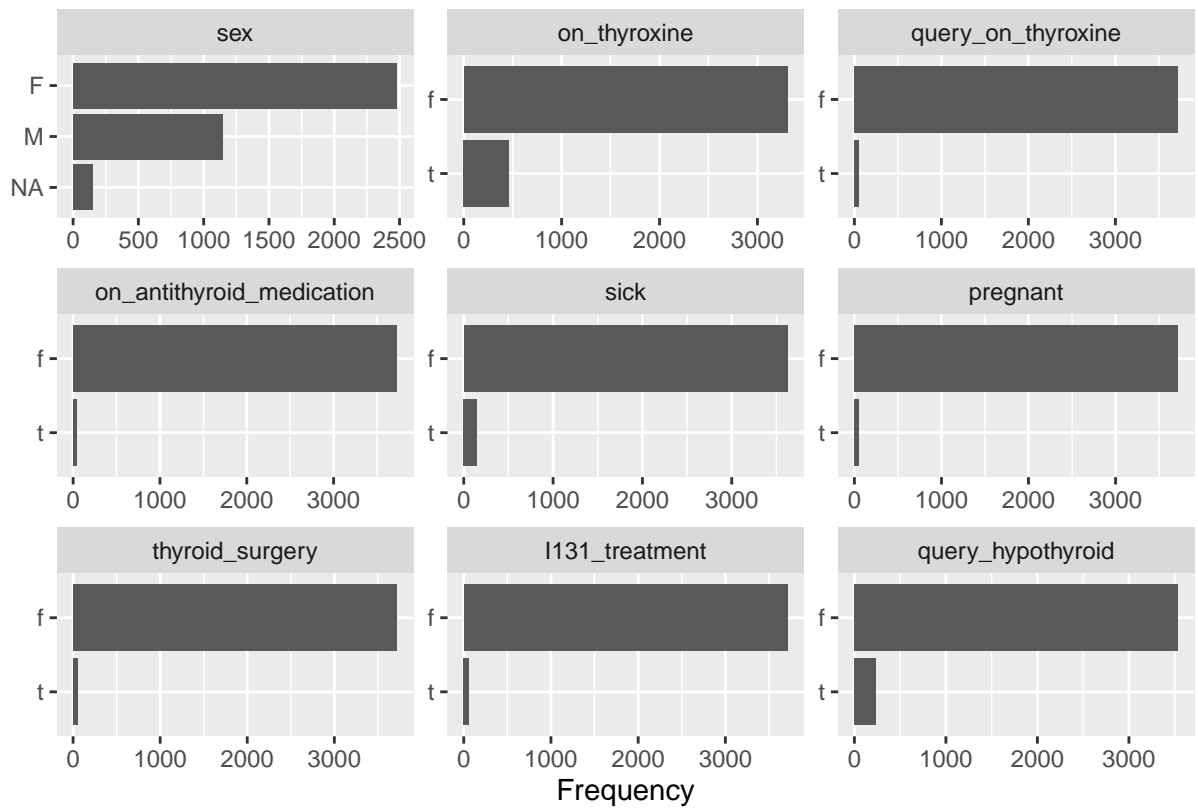 sex
F
M
NA
0 500 1000 1500 2000 2500
on_thyroxine
f
t
0 1000 2000 3000
query_on_thyroxine
f
t
0 1000 2000 3000
on_antithyroid_medication
f
t
0 1000 2000 3000
sick
f
t
0 1000 2000 3000
pregnant
f
t
0 1000 2000 3000
thyroid_surgery
f
t
0 1000 2000 3000
I131_treatment
f
t
0 1000 2000 3000
query_hypothyroid
f
t
0 1000 2000 3000
Frequency